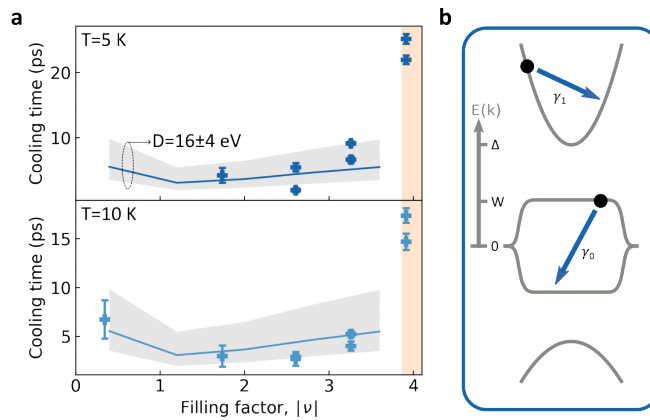 a
b
T=5 K
Cooling time (ps)
20
10
D=16±4 eV
T=10 K
Cooling time (ps)
15
10
5
0
1
2
3
4
Filling factor, |ν|
E(k)
Δ
W
0
γ₁
γ₀